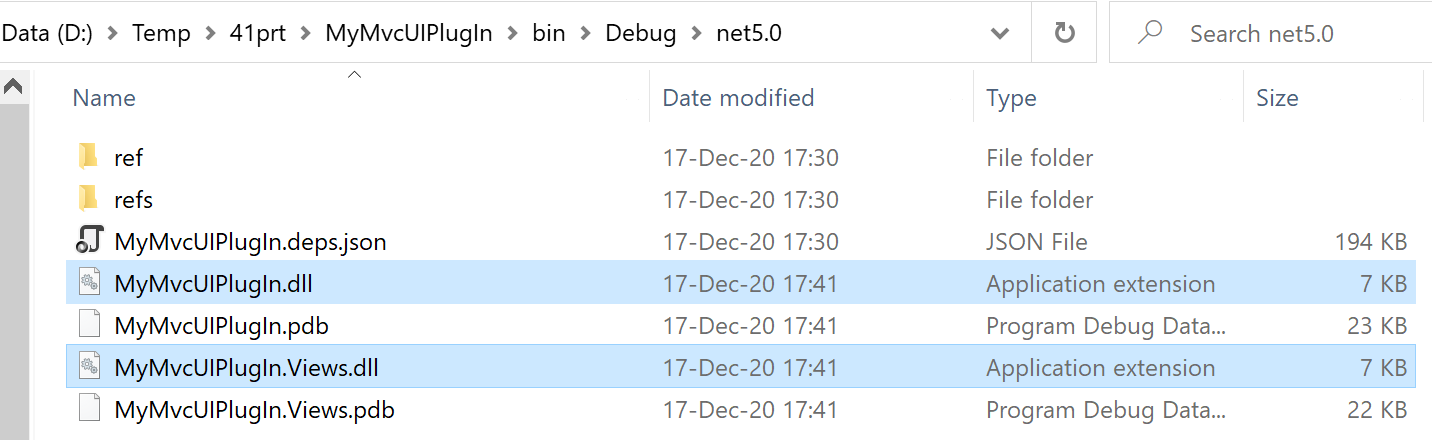 Data (D:) > Temp > 41prt > MyMvcUIPlugIn > bin > Debug > net5.0 Search net5.0
Name Date modified Type Size
ref 17-Dec-20 17:30 File folder
refs 17-Dec-20 17:30 File folder
MyMvcUIPlugIn.deps.json 17-Dec-20 17:30 JSON File 194 KB
MyMvcUIPlugIn.dll 17-Dec-20 17:41 Application extension 7 KB
MyMvcUIPlugIn.pdb 17-Dec-20 17:41 Program Debug Data... 23 KB
MyMvcUIPlugIn.Views.dll 17-Dec-20 17:41 Application extension 7 KB
MyMvcUIPlugIn.Views.pdb 17-Dec-20 17:41 Program Debug Data... 22 KB